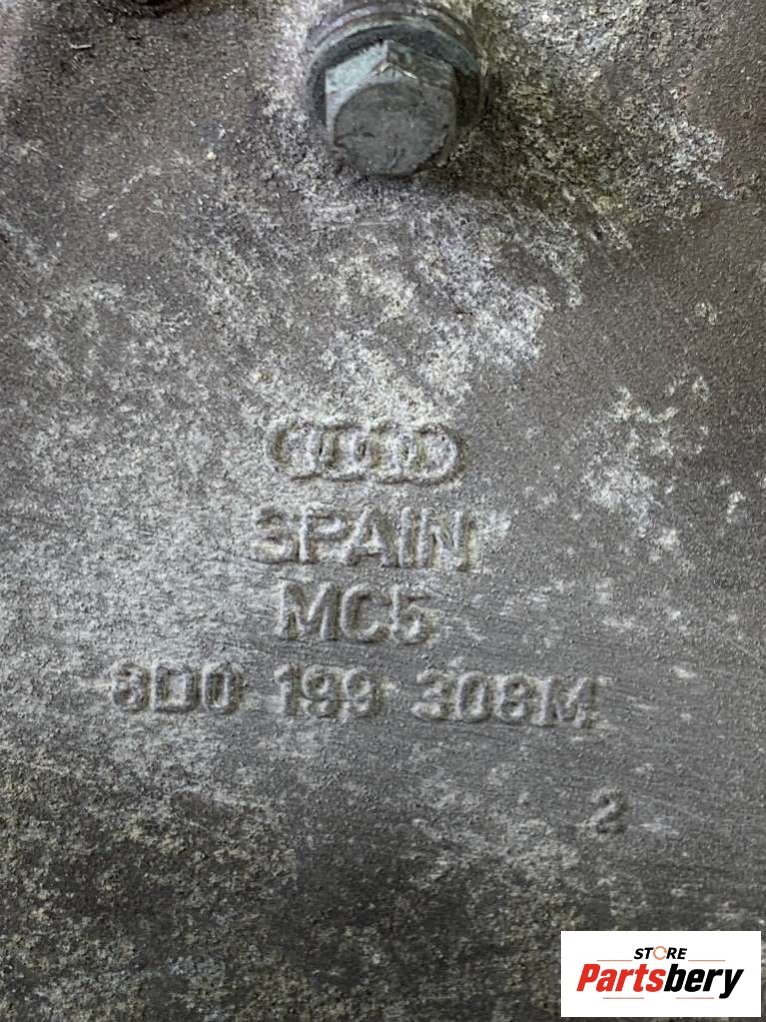 SPAIN
MC5
8D0 199 308M
2
STORE
Partsbery